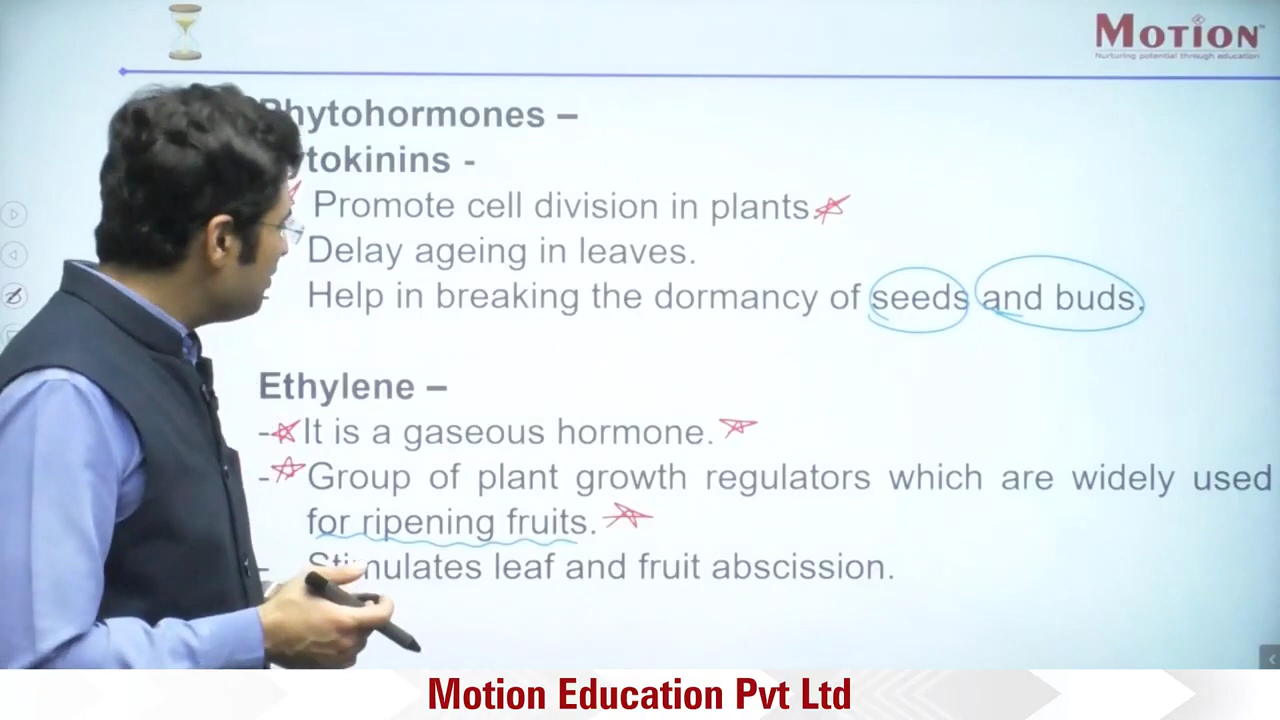 MOTION
Nurturing potential through education
Phytohormones –
ytokinins -
Promote cell division in plants
Delay ageing in leaves.
- Help in breaking the dormancy of seeds and buds.
Ethylene –
- It is a gaseous hormone.
- Group of plant growth regulators which are widely used
for ripening fruits.
- Stimulates leaf and fruit abscission.
Motion Education Pvt Ltd